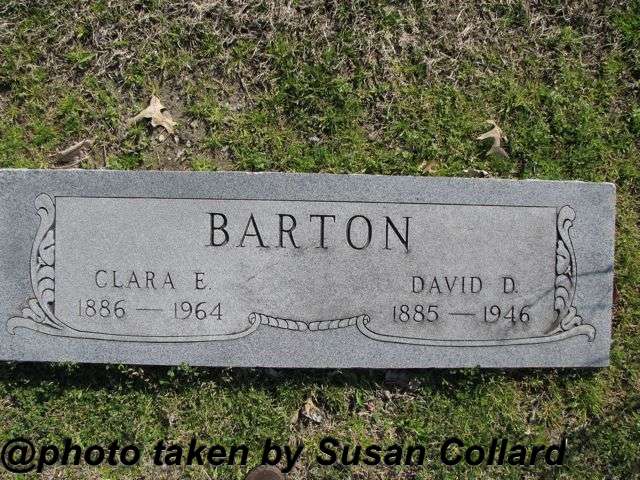 BARTON
CLARA E.
1886 — 1964
DAVID D.
1885 — 1946
@photo taken by Susan Collard